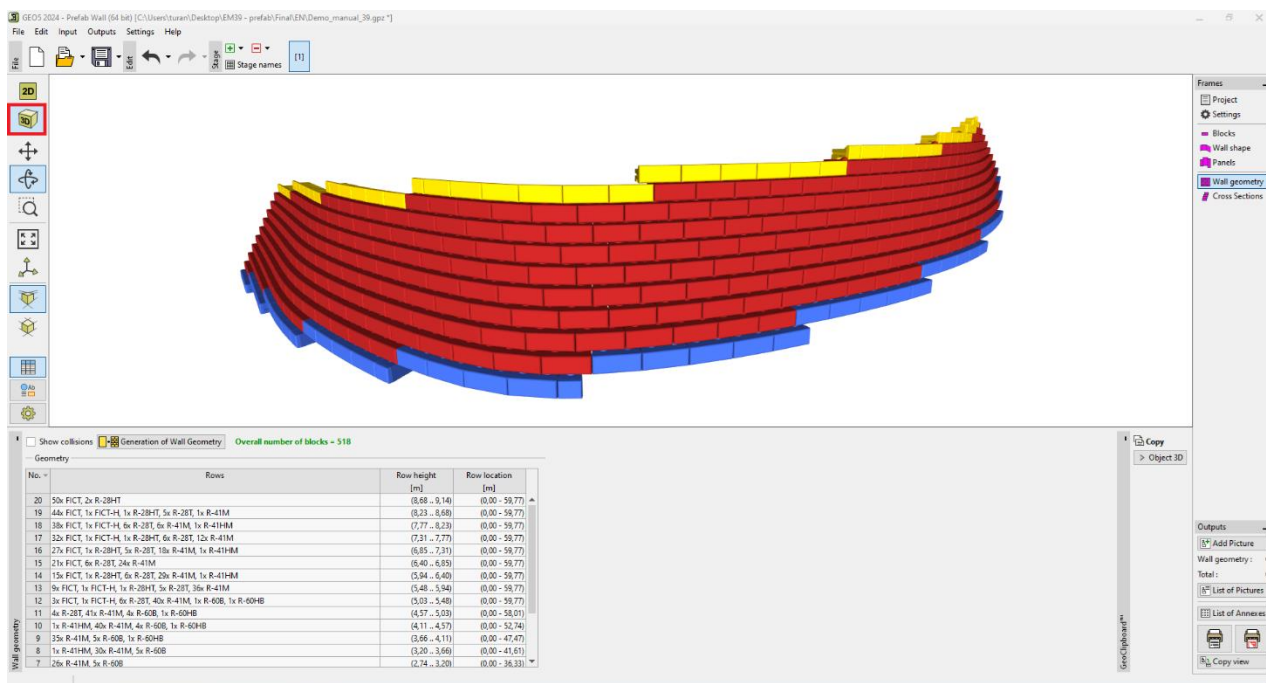 GEO5 2024 - Prefab Wall (64 bit) [C:\Users\turan\Desktop\EM39 - prefab\Final\EN\Demo_manual_39.gpz *]
File Edit Input Outputs Settings Help
File
Edit
Stage
Stage names
[1]
2D
3D
Frames
Project
Settings
Blocks
Wall shape
Panels
Wall geometry
Cross Sections
Show collisions Generation of Wall Geometry Overall number of blocks = 518
Geometry
No. Rows Row height Row location
[m] [m]
20 50x FICT, 2x R-28HT (8,68 .. 9,14) (0,00 - 59,77)
19 44x FICT, 1x FICT-H, 1x R-28HT, 5x R-28T, 1x R-41M (8,23 .. 8,68) (0,00 - 59,77)
18 38x FICT, 1x FICT-H, 6x R-28T, 6x R-41M, 1x R-41HM (7,77 .. 8,23) (0,00 - 59,77)
17 32x FICT, 1x FICT-H, 1x R-28HT, 6x R-28T, 12x R-41M (7,31 .. 7,77) (0,00 - 59,77)
16 27x FICT, 1x R-28HT, 5x R-28T, 18x R-41M, 1x R-41HM (6,85 .. 7,31) (0,00 - 59,77)
15 21x FICT, 6x R-28T, 24x R-41M (6,40 .. 6,85) (0,00 - 59,77)
14 15x FICT, 1x R-28HT, 6x R-28T, 29x R-41M, 1x R-41HM (5,94 .. 6,40) (0,00 - 59,77)
13 9x FICT, 1x FICT-H, 1x R-28HT, 5x R-28T, 36x R-41M (5,48 .. 5,94) (0,00 - 59,77)
12 3x FICT, 1x FICT-H, 6x R-28T, 40x R-41M, 1x R-60B, 1x R-60HB (5,03 .. 5,48) (0,00 - 59,77)
11 4x R-28T, 41x R-41M, 4x R-60B, 1x R-60HB (4,57 .. 5,03) (0,00 - 58,01)
10 1x R-41HM, 40x R-41M, 4x R-60B, 1x R-60HB (4,11 .. 4,57) (0,00 - 52,74)
9 35x R-41M, 5x R-60B, 1x R-60HB (3,66 .. 4,11) (0,00 - 47,47)
8 1x R-41HM, 30x R-41M, 5x R-60B (3,20 .. 3,66) (0,00 - 41,61)
7 26x R-41M, 5x R-60B (2,74 .. 3,20) (0,00 - 36,33)
Wall geometry
GeoClipboard™
Copy
> Object 3D
Outputs
Add Picture
Wall geometry :
Total :
List of Pictures
List of Annexes
Copy view